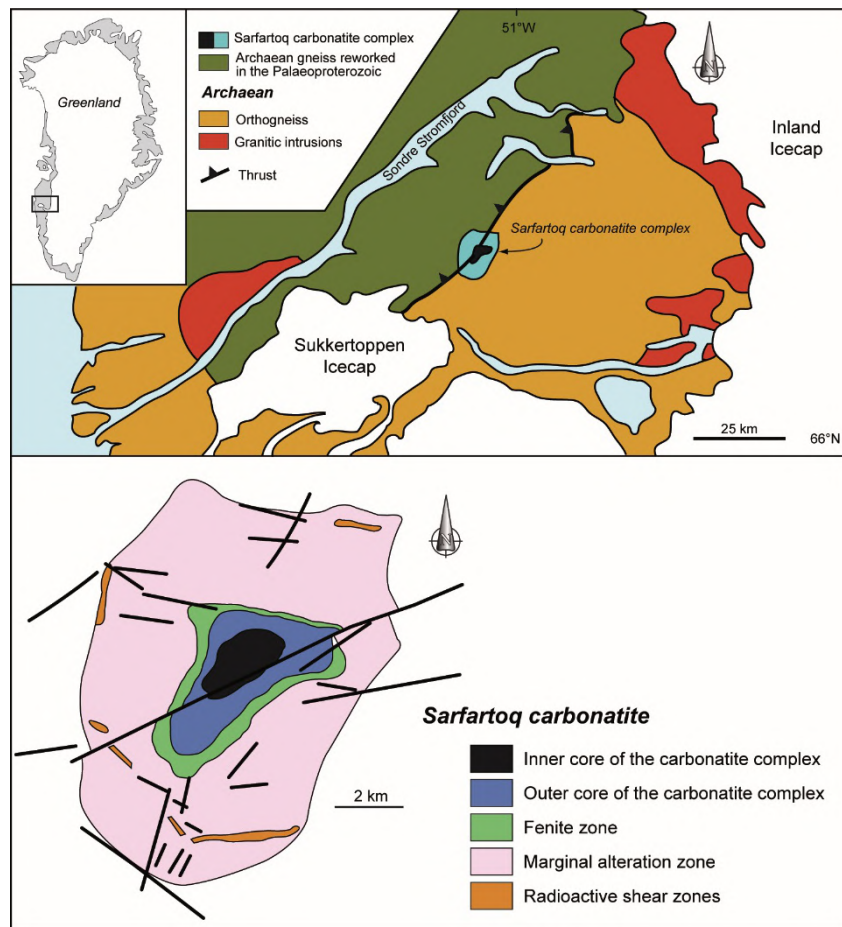 Greenland
Sarfartoq carbonatite complex
Archaean gneiss reworked
in the Palaeoproterozoic
Archaean
Orthogneiss
Granitic intrusions
Thrust
51°W
N
Inland
Icecap
Sondre Stromfjord
Sarfartoq carbonatite complex
Sukkertoppen
Icecap
25 km
66°N
N
Sarfartoq carbonatite
Inner core of the carbonatite complex
Outer core of the carbonatite complex
Fenite zone
Marginal alteration zone
Radioactive shear zones
2 km